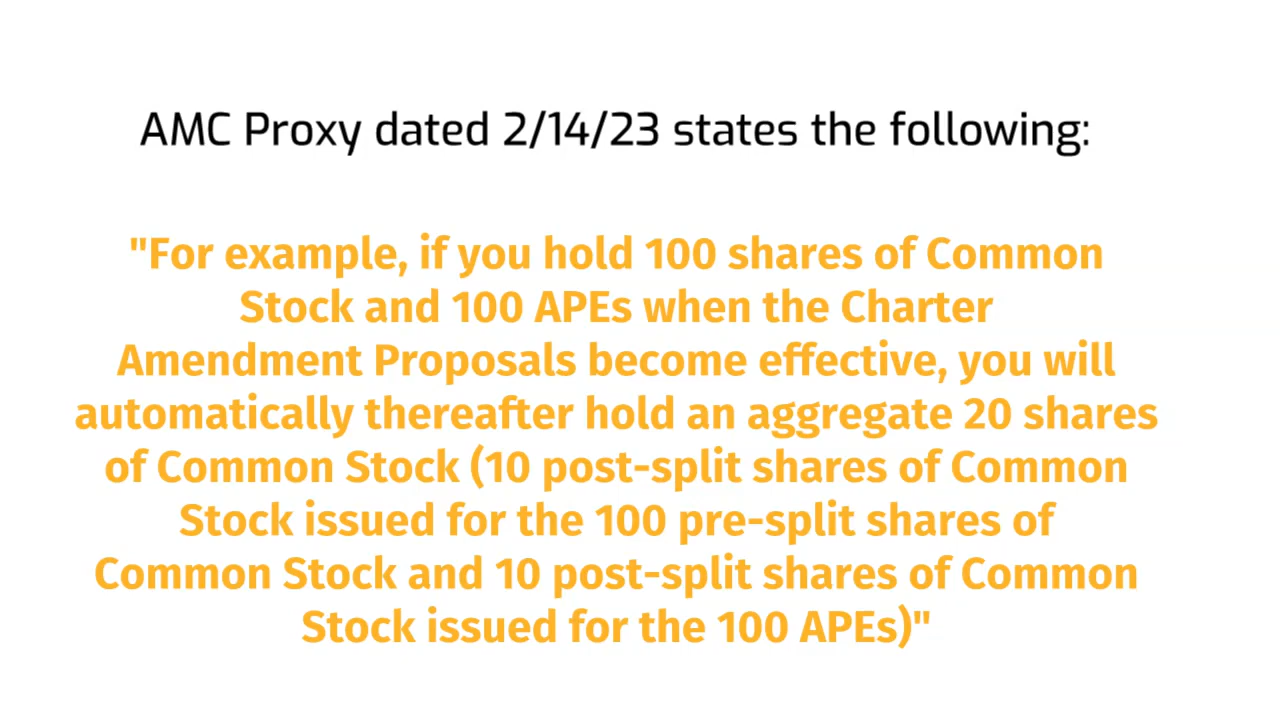 AMC Proxy dated 2/14/23 states the following:
"For example, if you hold 100 shares of Common
Stock and 100 APEs when the Charter
Amendment Proposals become effective, you will
automatically thereafter hold an aggregate 20 shares
of Common Stock (10 post-split shares of Common
Stock issued for the 100 pre-split shares of
Common Stock and 10 post-split shares of Common
Stock issued for the 100 APEs)"